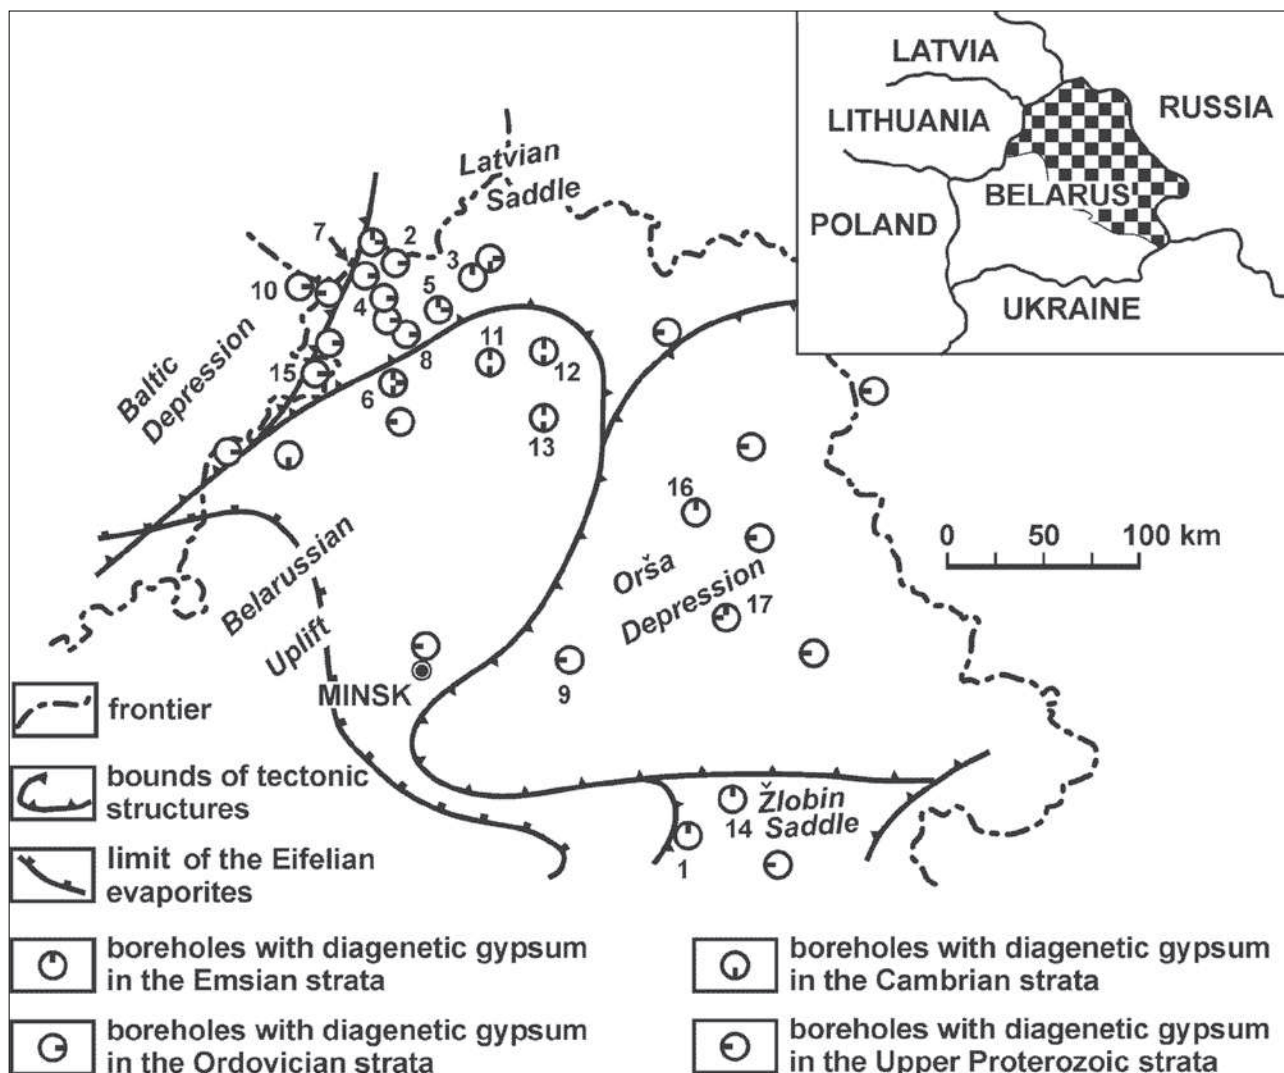 LATVIA
LITHUANIA
RUSSIA
BELARUS
POLAND
UKRAINE
Latvian
Saddle
7
2
3
10
4
5
11
8
12
15
6
13
Baltic
Depression
16
0 50 100 km
Belarussian
Uplift
Orša
Depression
17
MINSK
9
Žlobin
Saddle
14
1
frontier
bounds of tectonic
structures
limit of the Eifelian
evaporites
boreholes with diagenetic gypsum
in the Emsian strata
boreholes with diagenetic gypsum
in the Ordovician strata
boreholes with diagenetic gypsum
in the Cambrian strata
boreholes with diagenetic gypsum
in the Upper Proterozoic strata